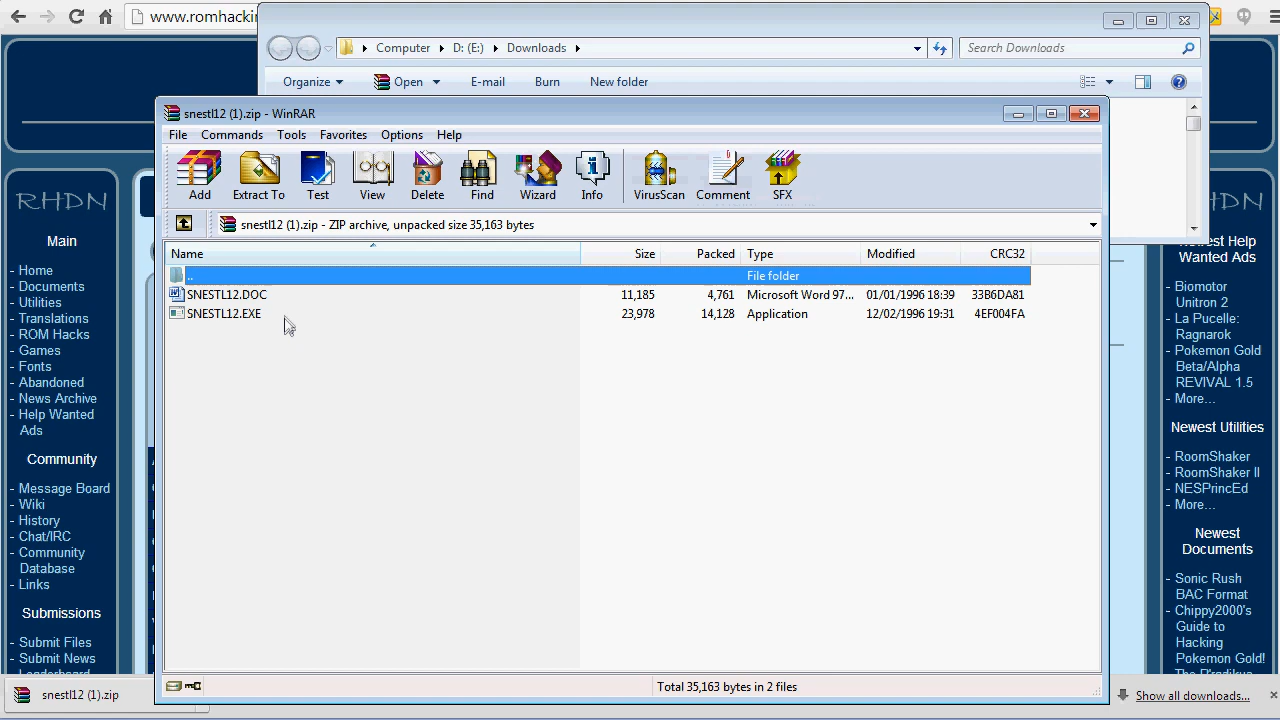 www.romhackin
Computer D: (E:) Downloads
Search Downloads
Organize Open E-mail Burn New folder
snestl12 (1).zip - WinRAR
File Commands Tools Favorites Options Help
Add Extract To Test View Delete Find Wizard Info VirusScan Comment SFX
snestl12 (1).zip - ZIP archive, unpacked size 35,163 bytes
Name Size Packed Type Modified CRC32
.. File folder
SNESTL12.DOC 11,185 4,761 Microsoft Word 97... 01/01/1996 18:39 33B6DA81
SNESTL12.EXE 23,978 14,128 Application 12/02/1996 19:31 4EF004FA
Total 35,163 bytes in 2 files
RHDN
Main
- Home
- Documents
- Utilities
- Translations
- ROM Hacks
- Games
- Fonts
- Abandoned
- News Archive
- Help Wanted
Ads
Community
- Message Board
- Wiki
- History
- Chat/IRC
- Community
Database
- Links
Submissions
- Submit Files
- Submit News
- Leaderboard
HDN
Newest Help
Wanted Ads
- Biomotor
Unitron 2
- La Pucelle:
Ragnarok
- Pokemon Gold
Beta/Alpha
REVIVAL 1.5
- More...
Newest Utilities
- RoomShaker
- RoomShaker II
- NESPrincEd
- More...
Newest
Documents
- Sonic Rush
BAC Format
- Chippy2000's
Guide to
Hacking
Pokemon Gold!
snestl12 (1).zip
Show all downloads...